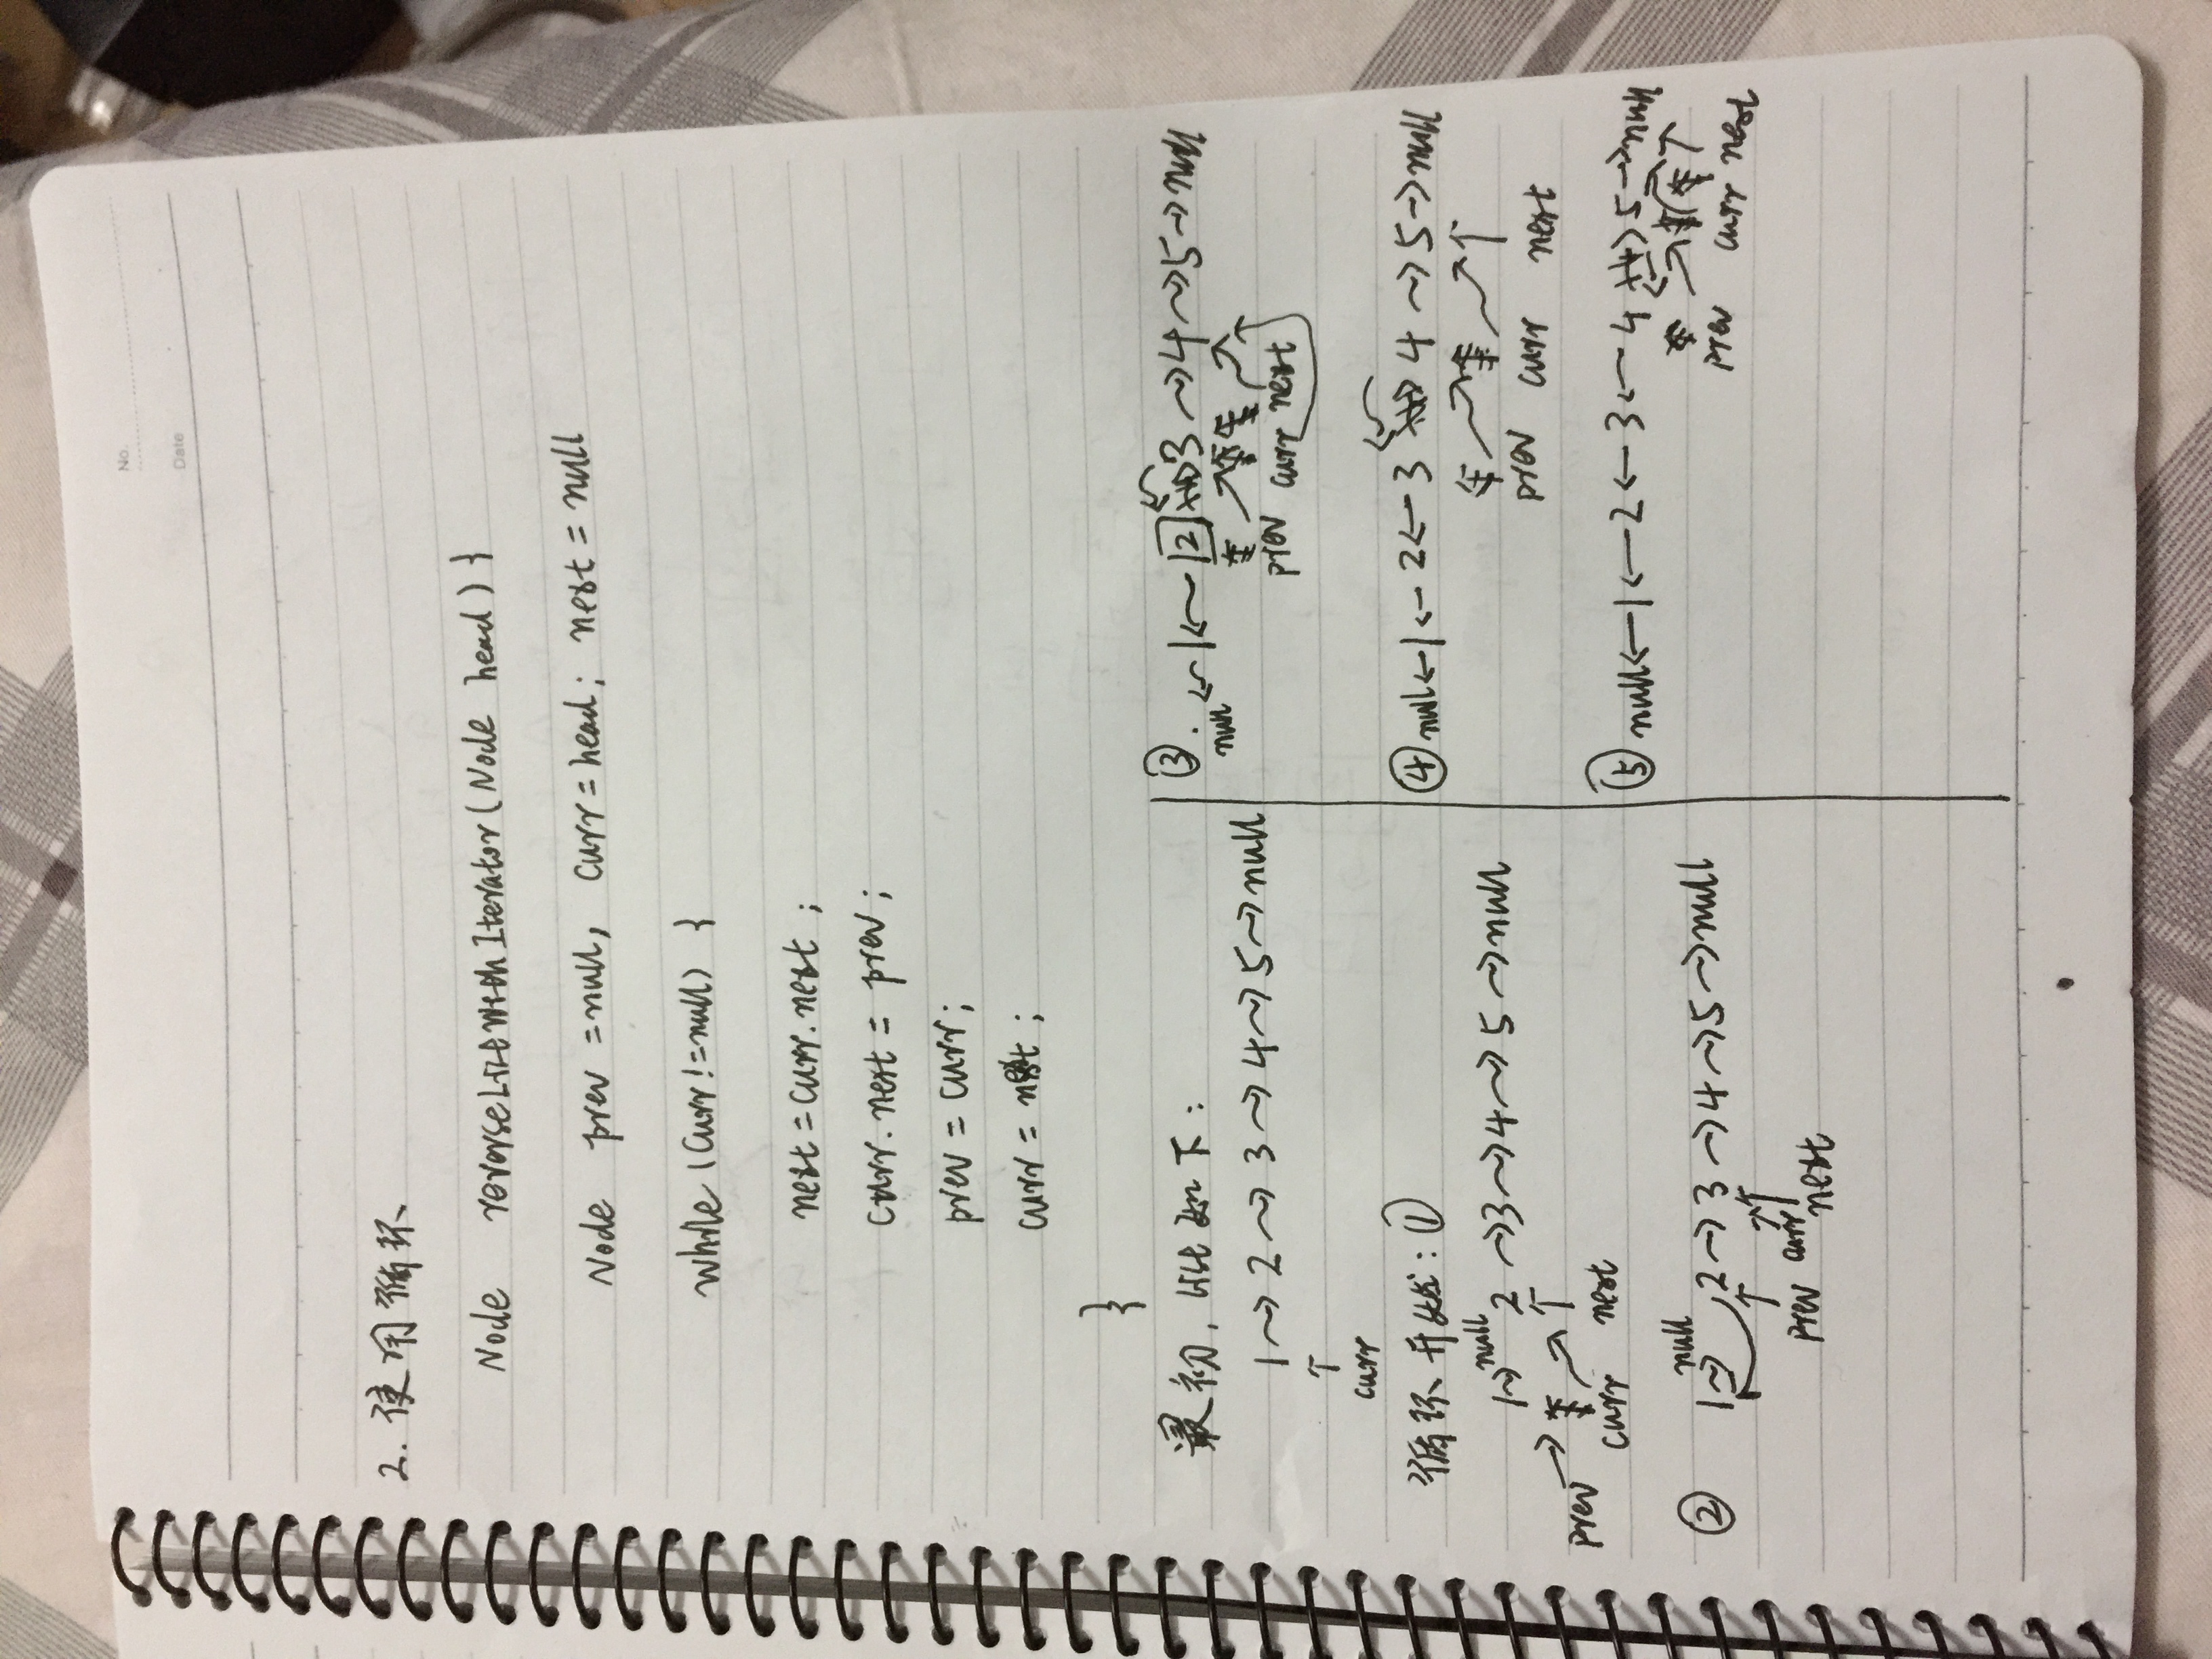 No.
Date
2. 使用循环
Node reverseListWithIterator(Node head) {
Node prev = null, curr = head; next = null
while (curr != null) {
next = curr.next ;
curr.next = prev;
prev = curr;
curr = next ;
}
最初, list 如下:
1 → 2 → 3 → 4 → 5 → null
↑
curr
循环开始: ①
null
1 → 2 → 3 → 4 → 5 → null
prev → curr → next
② null
1 → 2 → 3 → 4 → 5 → null
prev curr next
③. null ← 1 ← 2 → 3 → 4 → 5 → null
prev curr next
④ null ← 1 ← 2 ← 3 → 4 → 5 → null
prev curr next
⑤ null ← 1 ← 2 ← 3 ← 4 → 5 → null
prev curr next